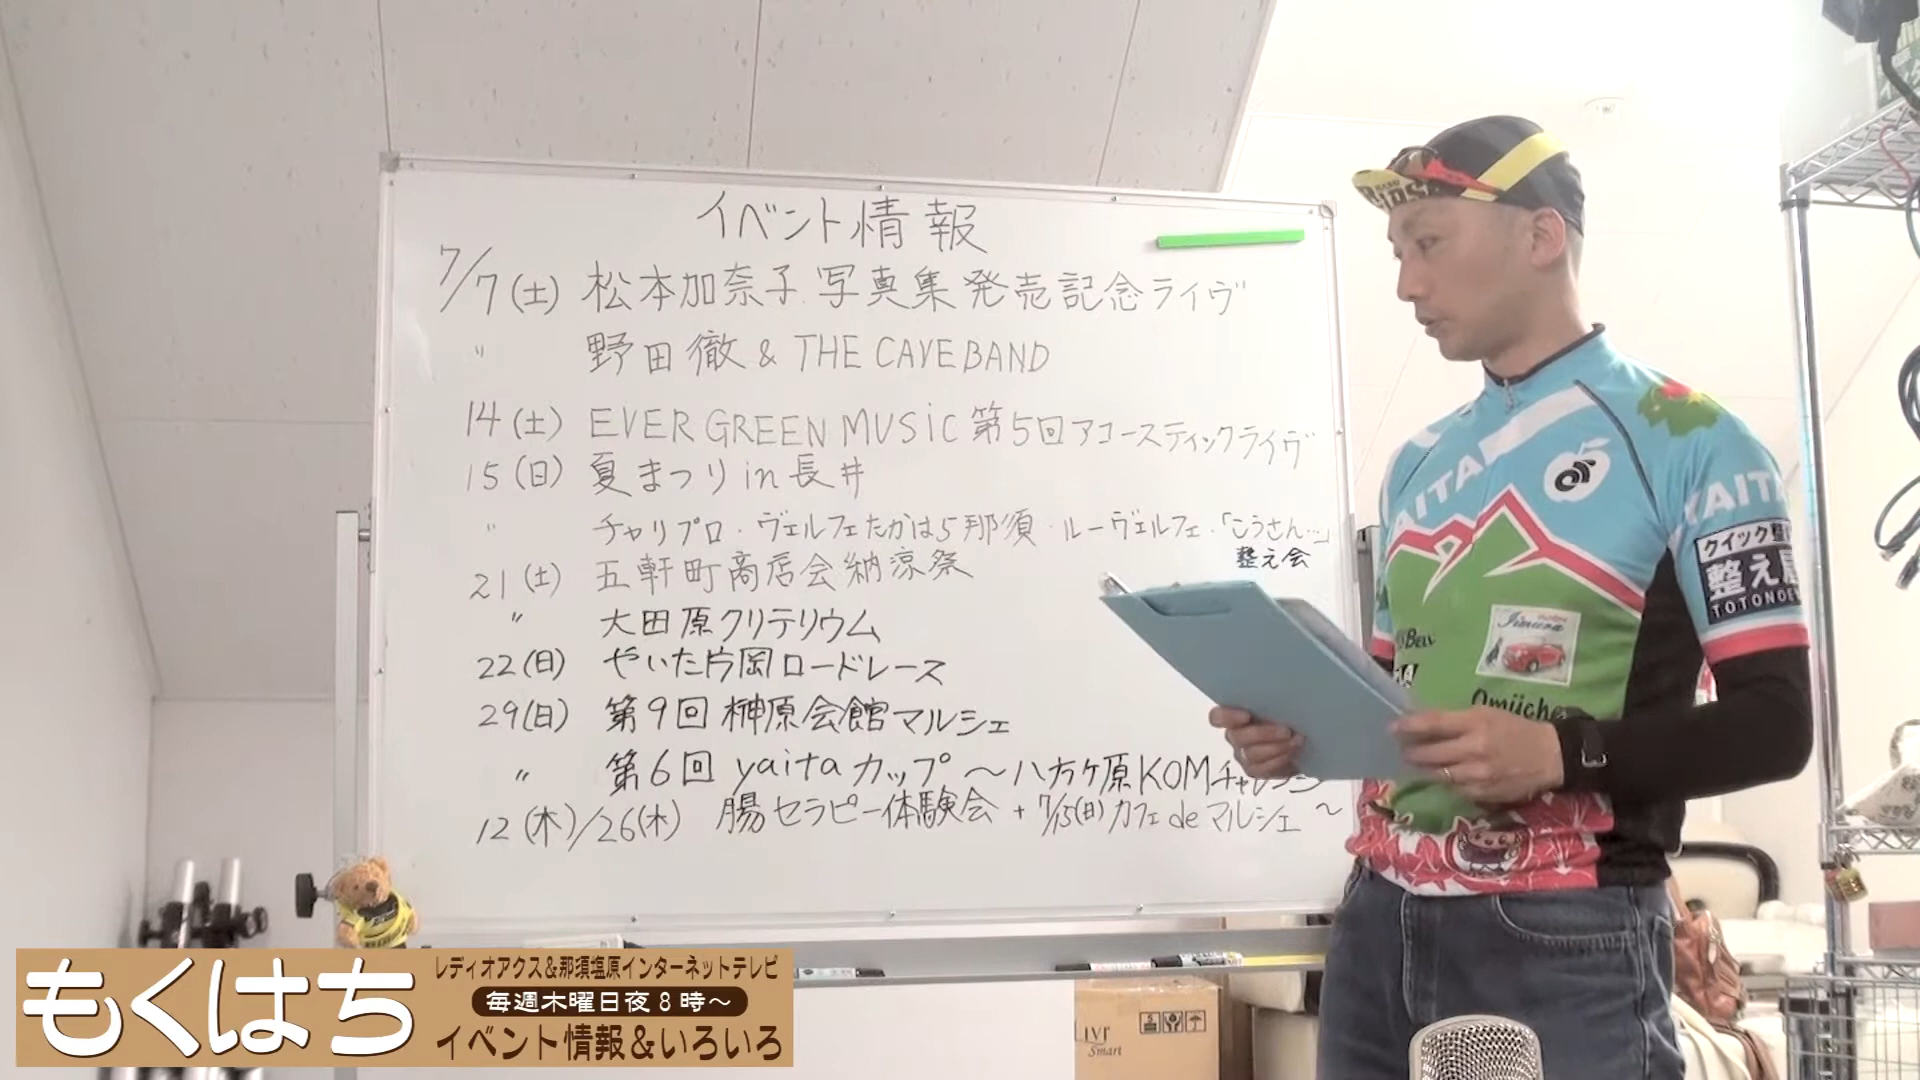 イベント情報
7/7(土) 松本加奈子 写真集発売記念ライヴ
〃 野田徹 & THE CAVE BAND
14(土) EVER GREEN MUSiC 第5回アコースティックライヴ
15(日) 夏まつり in 長井
〃 チャリプロ・ヴェルフェたかはら那須・ルーヴェルフェ・「こうさん…」
整え会
21(土) 五軒町商店会納涼祭
〃 大田原クリテリウム
22(日) やいた片岡ロードレース
29(日) 第9回 榊原会館マルシェ
〃 第6回 yaita カップ ～八方ヶ原KOMチャレンジ
12(木)/26(木) 腸セラピー体験会 + 7/15(日)カフェ de マルシェ～
YAITA
クイック整
整え屋
TOTONOEYA
Jimura
Omiiche
LIVI
Smart
もくはち
レディオアクス&那須塩原インターネットテレビ
毎週木曜日夜8時～
イベント情報&いろいろ